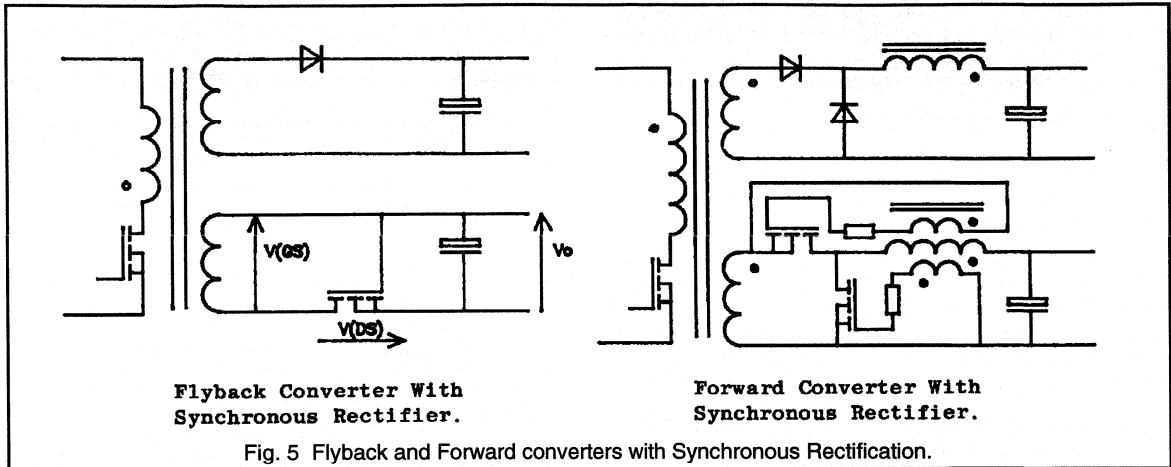 V(GS)
Vo
V(DS)
Flyback Converter With
Synchronous Rectifier.
Forward Converter With
Synchronous Rectifier.
Fig. 5 Flyback and Forward converters with Synchronous Rectification.